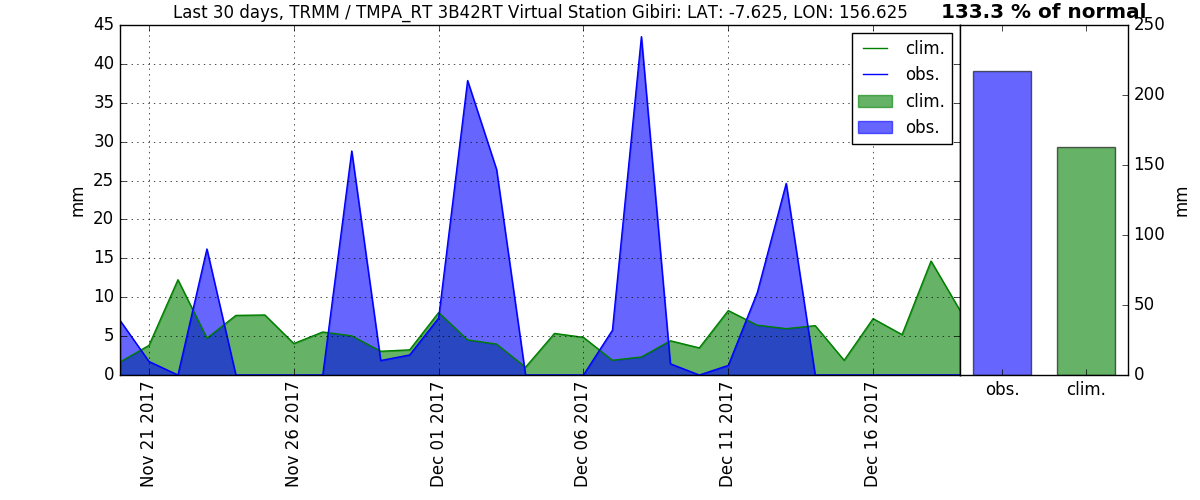 Last 30 days, TRMM / TMPA_RT 3B42RT Virtual Station Gibiri: LAT: -7.625, LON: 156.625
133.3 % of normal
mm
45
40
35
30
25
20
15
10
5
0
clim.
obs.
clim.
obs.
Nov 21 2017
Nov 26 2017
Dec 01 2017
Dec 06 2017
Dec 11 2017
Dec 16 2017
250
200
150
100
50
0
mm
obs.
clim.